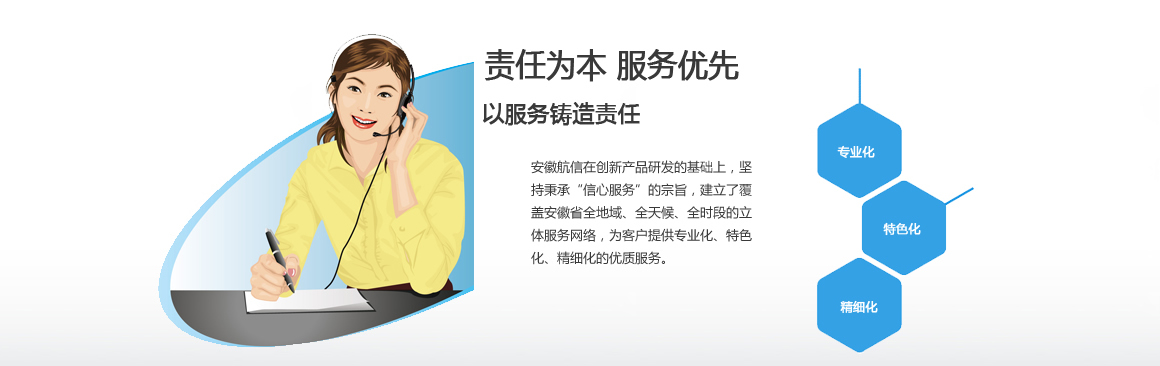 责任为本 服务优先
以服务铸造责任
安徽航信在创新产品研发的基础上，坚
持秉承“信心服务”的宗旨，建立了覆
盖安徽省全地域、全天候、全时段的立
体服务网络，为客户提供专业化、特色
化、精细化的优质服务。
专业化
特色化
精细化